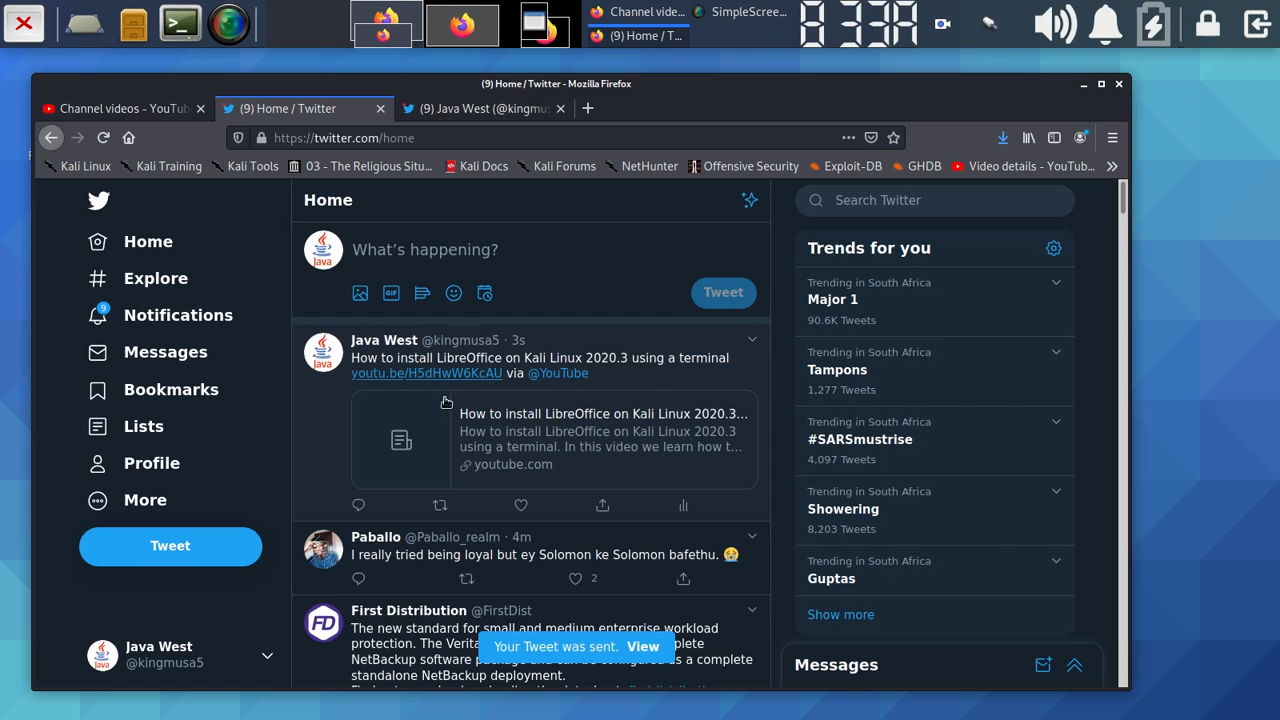 Channel vide...
SimpleScree...
(9) Home / T...
033A
(9) Home / Twitter - Mozilla Firefox
Channel videos - YouTub
(9) Home / Twitter
(9) Java West (@kingmus
https://twitter.com/home
Kali Linux
Kali Training
Kali Tools
03 - The Religious Situ...
Kali Docs
Kali Forums
NetHunter
Offensive Security
Exploit-DB
GHDB
Video details - YouTube...
Home
Explore
9
Notifications
Messages
Bookmarks
Lists
Profile
More
Tweet
Java West
@kingmusa5
Home
Java
What's happening?
GIF
Tweet
Java
Java West @kingmusa5 · 3s
How to install LibreOffice on Kali Linux 2020.3 using a terminal
youtu.be/H5dHwW6KcAU via @YouTube
How to install LibreOffice on Kali Linux 2020.3...
How to install LibreOffice on Kali Linux 2020.3
using a terminal. In this video we learn how t...
youtube.com
Paballo @Paballo_realm · 4m
I really tried being loyal but ey Solomon ke Solomon bafethu. 😭
2
FD
First Distribution @FirstDist
The new standard for small and medium enterprise workload
protection. The Verita
plete
NetBackup software
as a complete
standalone NetBackup deployment.
Your Tweet was sent. View
Search Twitter
Trends for you
Trending in South Africa
Major 1
90.6K Tweets
Trending in South Africa
Tampons
1,277 Tweets
Trending in South Africa
#SARSmustrise
4,097 Tweets
Trending in South Africa
Showering
8,203 Tweets
Trending in South Africa
Guptas
Show more
Messages
Java